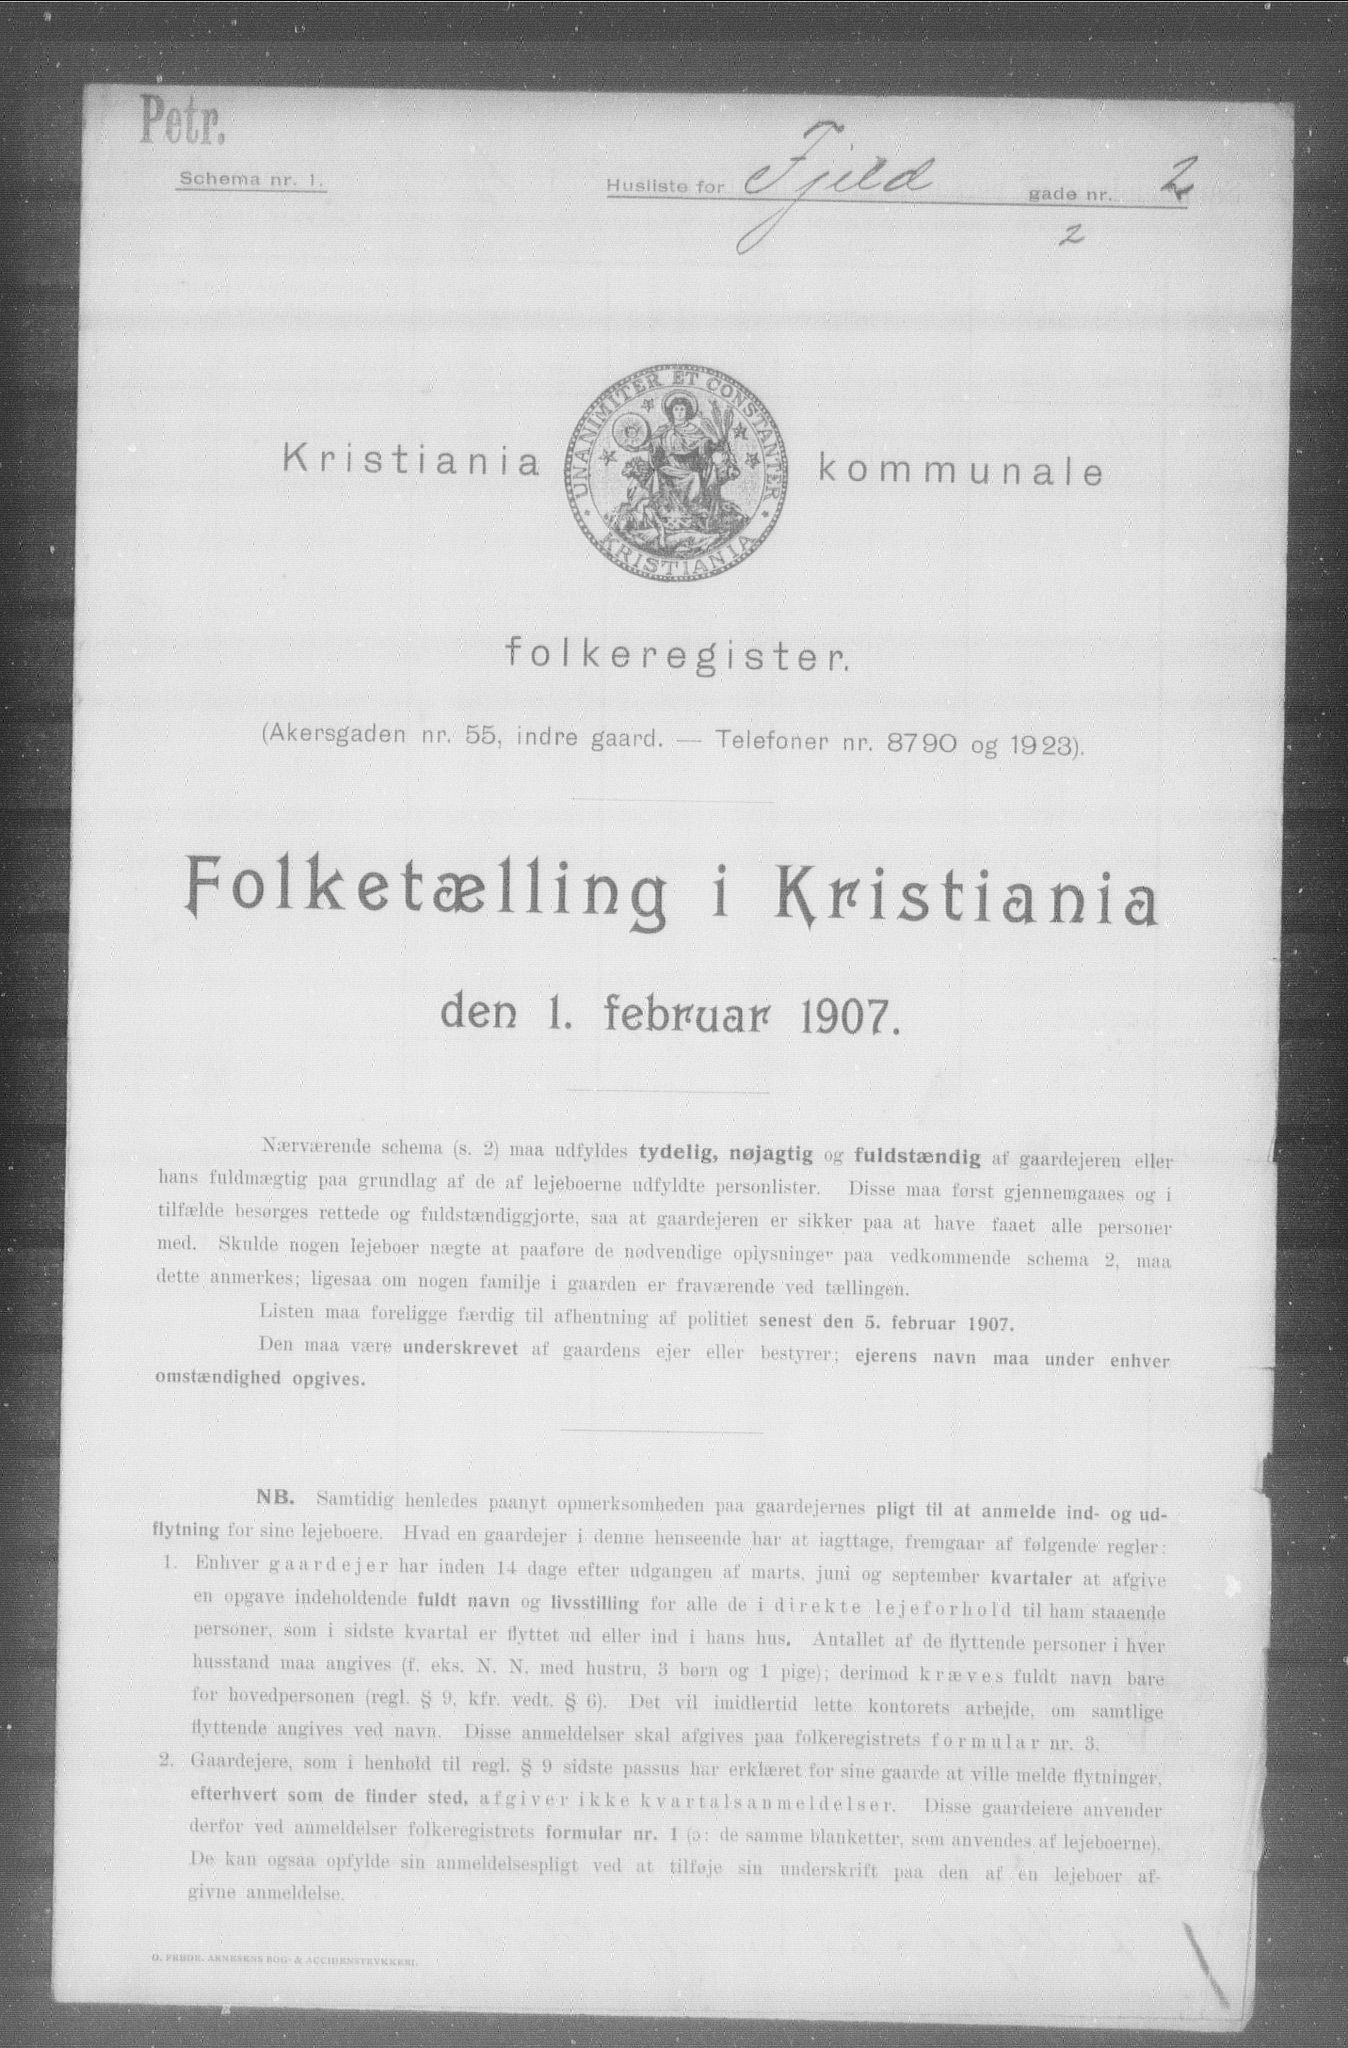 Petr.
Schema nr. 1.
Husliste for Fjeld gade nr. 2
2
UNANIMITER ET CONSTANTER
KRISTIANIA
Kristiania kommunale
folkeregister.
(Akersgaden nr. 55, indre gaard. — Telefoner nr. 8790 og 1923).
Folketælling i Kristiania
den 1. februar 1907.
Nærværende schema (s. 2) maa udfyldes tydelig, nøjagtig og fuldstændig af gaardejeren eller
hans fuldmægtig paa grundlag af de af lejeboerne udfyldte personlister. Disse maa først gjennemgaaes og i
tilfælde besørges rettede og fuldstændiggjorte, saa at gaardejeren er sikker paa at have faaet alle personer
med. Skulde nogen lejeboer nægte at paaføre de nødvendige oplysninger paa vedkommende schema 2, maa
dette anmerkes; ligesaa om nogen familje i gaarden er fraværende ved tællingen.
Listen maa foreligge færdig til afhentning af politiet senest den 5. februar 1907.
Den maa være underskrevet af gaardens ejer eller bestyrer; ejerens navn maa under enhver
omstændighed opgives.
NB. Samtidig henledes paanyt opmerksomheden paa gaardejernes pligt til at anmelde ind- og ud-
flytning for sine lejeboere. Hvad en gaardejer i denne henseende har at iagttage, fremgaar af følgende regler:
1. Enhver gaardejer har inden 14 dage efter udgangen af marts, juni og september kvartaler at afgive
en opgave indeholdende fuldt navn og livsstilling for alle de i direkte lejeforhold til ham staaende
personer, som i sidste kvartal er flyttet ud eller ind i hans hus. Antallet af de flyttende personer i hver
husstand maa angives (f. eks. N. N. med hustru, 3 børn og 1 pige); derimod kræves fuldt navn bare
for hovedpersonen (regl. § 9, kfr. vedt. § 6). Det vil imidlertid lette kontorets arbejde, om samtlige
flyttende angives ved navn. Disse anmeldelser skal afgives paa folkeregistrets formular nr. 3.
2. Gaardejere, som i henhold til regl. § 9 sidste passus har erklæret for sine gaarde at ville melde flytninger,
efterhvert som de finder sted, afgiver ikke kvartalsanmeldelser. Disse gaardeiere anvender
derfor ved anmeldelser folkeregistrets formular nr. 1 (ɔ: de samme blanketter, som anvendes af lejeboerne).
De kan ogsaa opfylde sin anmeldelsespligt ved at tilføje sin underskrift paa den af en lejeboer af-
givne anmeldelse.
O. FREDR. ARNESENS BOG- & ACCIDENSTRYKKERI.